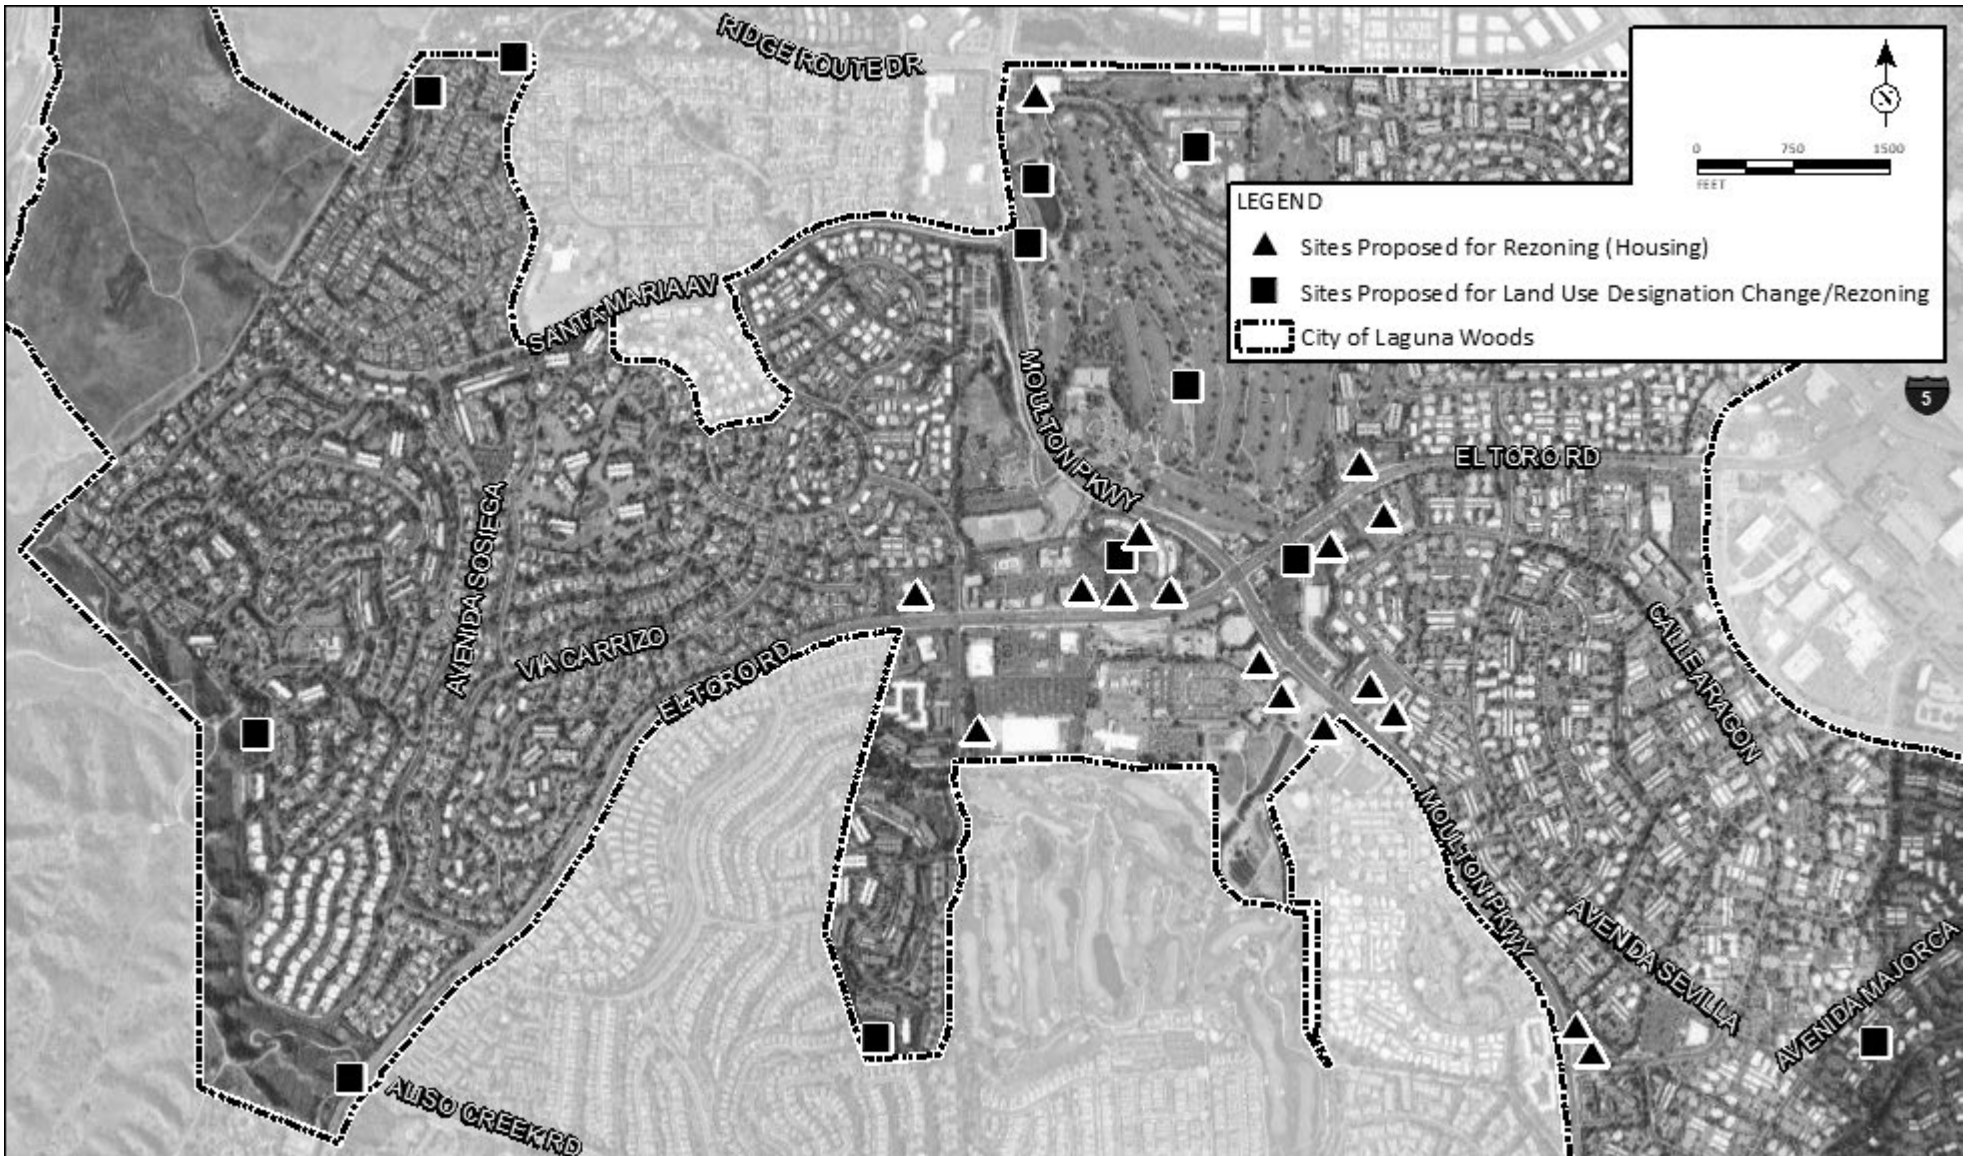 RIDGE ROUTE DR
0 750 1500
FEET
LEGEND
Sites Proposed for Rezoning (Housing)
Sites Proposed for Land Use Designation Change/Rezoning
City of Laguna Woods
SANTA MARIA AV
MOULTON PKWY
5
EL TORO RD
AVENIDA SOSIEGA
VIA CARRIZO
EL TORO RD
CALLE ARAGON
MOULTON PKWY
AVENIDA SEVILLA
AVENIDA MAJORCA
ALISO CREEK RD